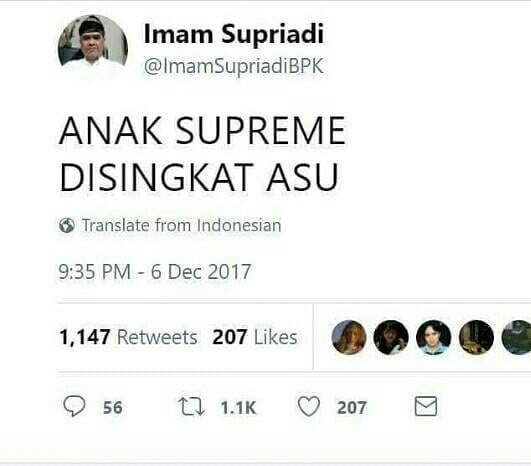 Imam Supriadi
@ImamSupriadiBPK
ANAK SUPREME
DISINGKAT ASU
Translate from Indonesian
9:35 PM - 6 Dec 2017
1,147 Retweets 207 Likes
56 1.1K 207